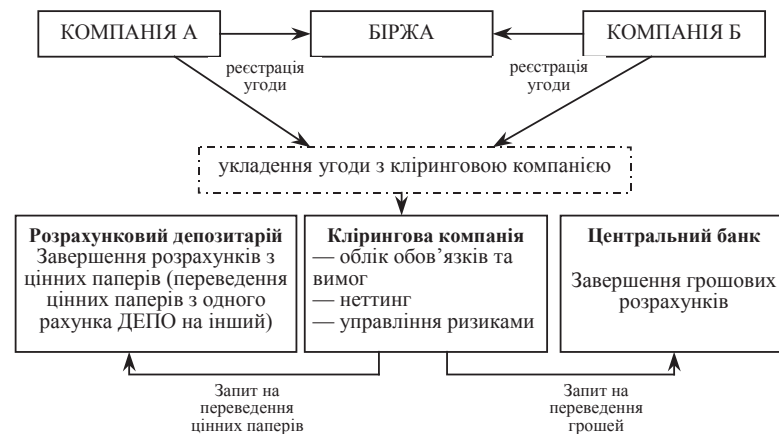 КОМПАНІЯ А
БІРЖА
КОМПАНІЯ Б
реєстрація
угоди
реєстрація
угоди
укладення угоди з кліринговою компанією
Розрахунковий депозитарій
Завершення розрахунків з
цінних паперів (переведення
цінних паперів з одного
рахунка ДЕПО на інший)
Клірингова компанія
— облік обов’язків та
вимог
— неттинг
— управління ризиками
Центральний банк
Завершення грошових
розрахунків
Запит на
переведення
цінних паперів
Запит на
переведення
грошей